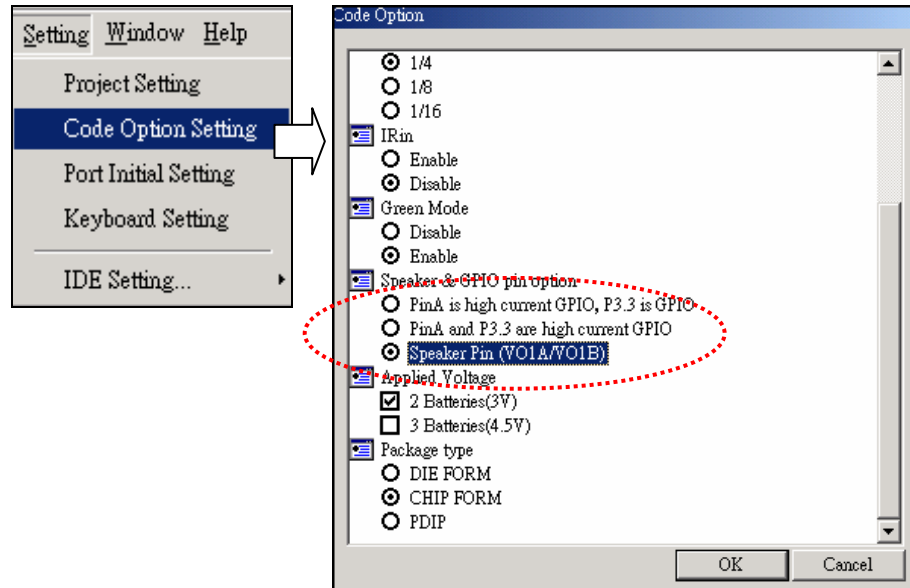 Setting Window Help
Project Setting
Code Option Setting
Port Initial Setting
Keyboard Setting
IDE Setting...
Code Option
1/4
1/8
1/16
IRin
Enable
Disable
Green Mode
Disable
Enable
Speaker & GPIO pin option
PinA is high current GPIO, P3.3 is GPIO
PinA and P3.3 are high current GPIO
Speaker Pin (VO1A/VO1B)
Applied Voltage
2 Batteries(3V)
3 Batteries(4.5V)
Package type
DIE FORM
CHIP FORM
PDIP
OK Cancel